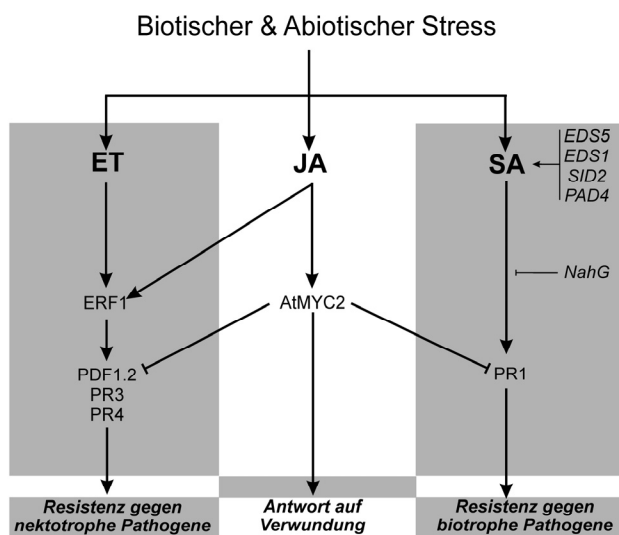 Biotischer & Abiotischer Stress
ET
JA
SA
EDS5
EDS1
SID2
PAD4
NahG
ERF1
AtMYC2
PDF1.2
PR3
PR4
PR1
Resistenz gegen
nektotrophe Pathogene
Antwort auf
Verwundung
Resistenz gegen
biotrophe Pathogene